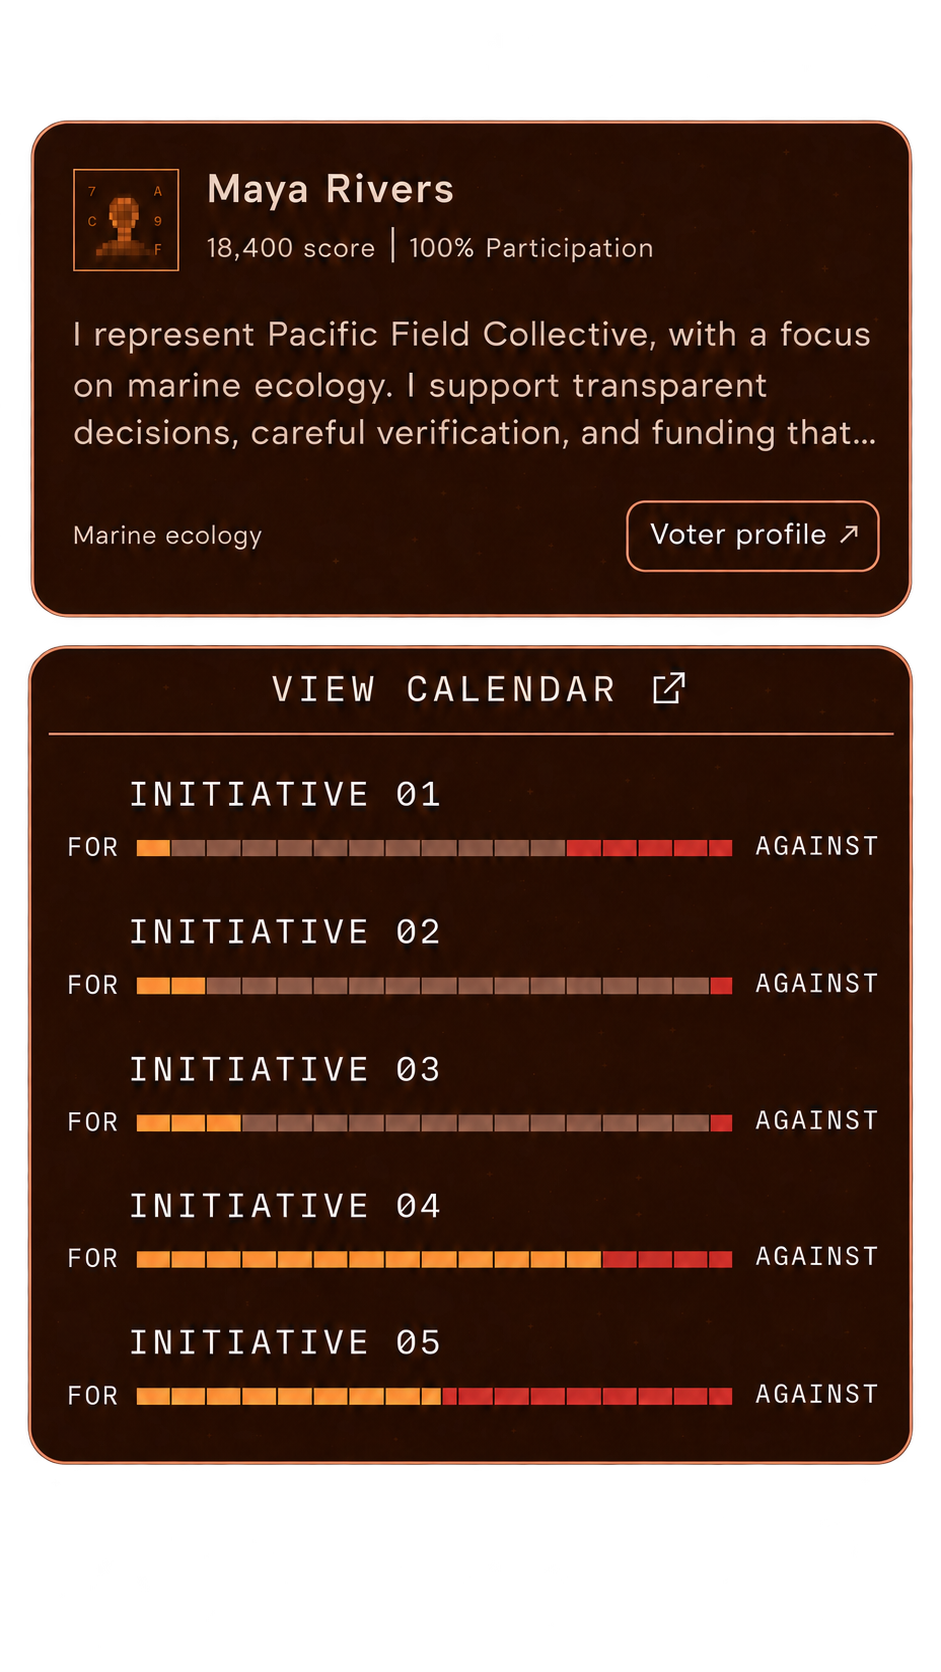 7 A
C 9
F
Maya Rivers
18,400 score | 100% Participation
I represent Pacific Field Collective, with a focus
on marine ecology. I support transparent
decisions, careful verification, and funding that...
Marine ecology
Voter profile ↗
VIEW CALENDAR
INITIATIVE 01
FOR AGAINST
INITIATIVE 02
FOR AGAINST
INITIATIVE 03
FOR AGAINST
INITIATIVE 04
FOR AGAINST
INITIATIVE 05
FOR AGAINST